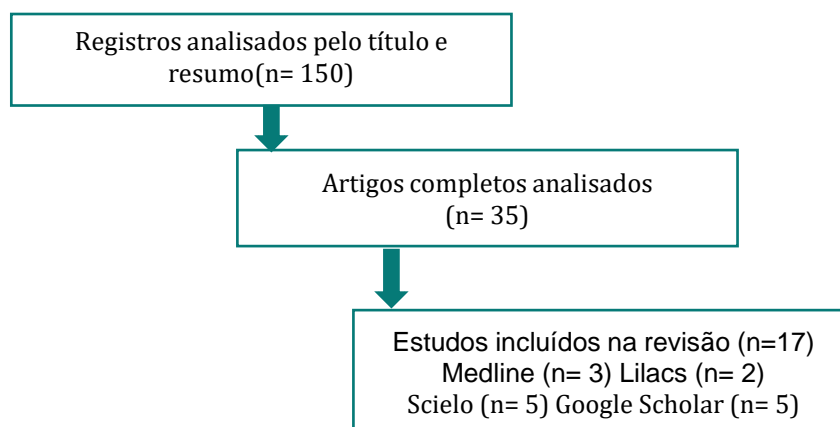 Registros analisados pelo título e
resumo(n= 150)
Artigos completos analisados
(n= 35)
Estudos incluídos na revisão (n=17)
Medline (n= 3) Lilacs (n= 2)
Scielo (n= 5) Google Scholar (n= 5)